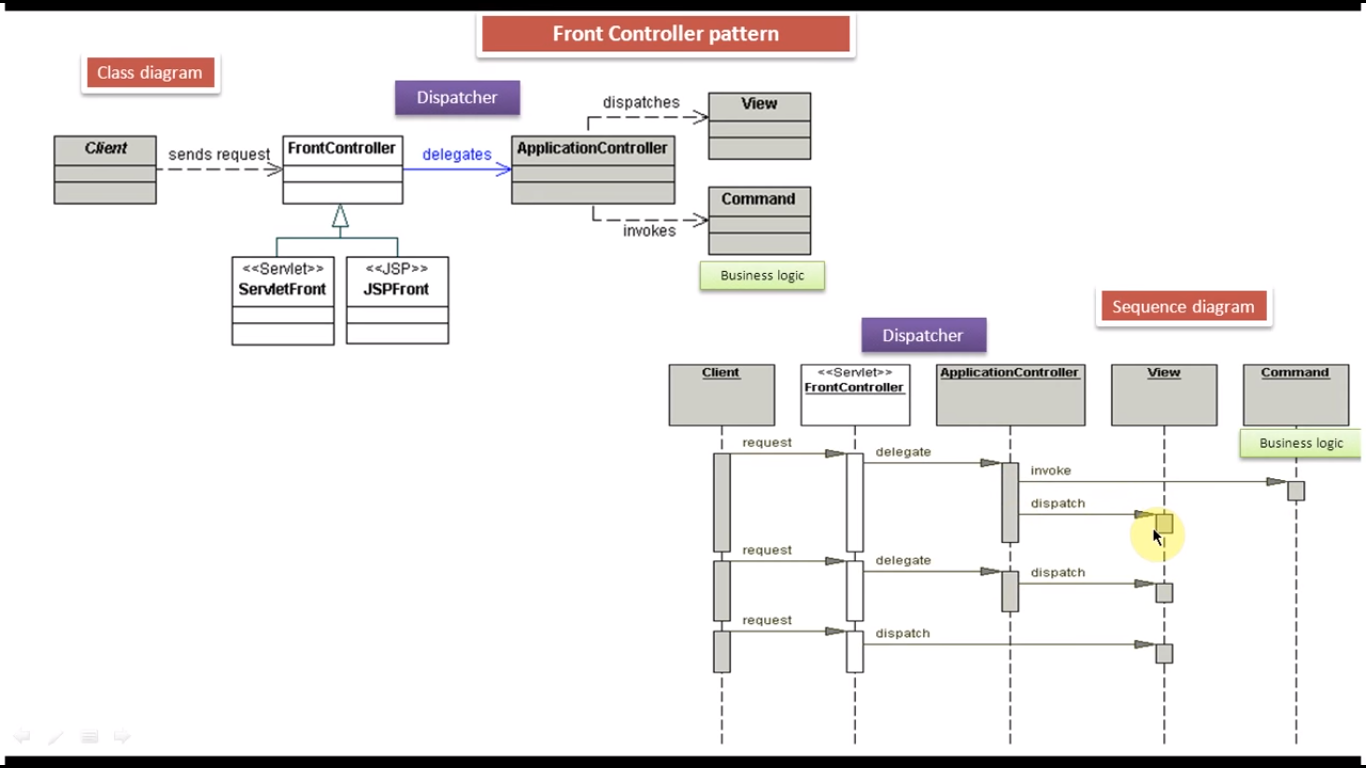 Front Controller pattern
Class diagram
Dispatcher
Client
sends request
FrontController
delegates
ApplicationController
dispatches
View
invokes
Command
Business logic
<<Servlet>>
ServletFront
<<JSP>>
JSPFront
Sequence diagram
Dispatcher
Client
<<Servlet>>
FrontController
ApplicationController
View
Command
Business logic
request
delegate
invoke
dispatch
request
delegate
dispatch
request
dispatch